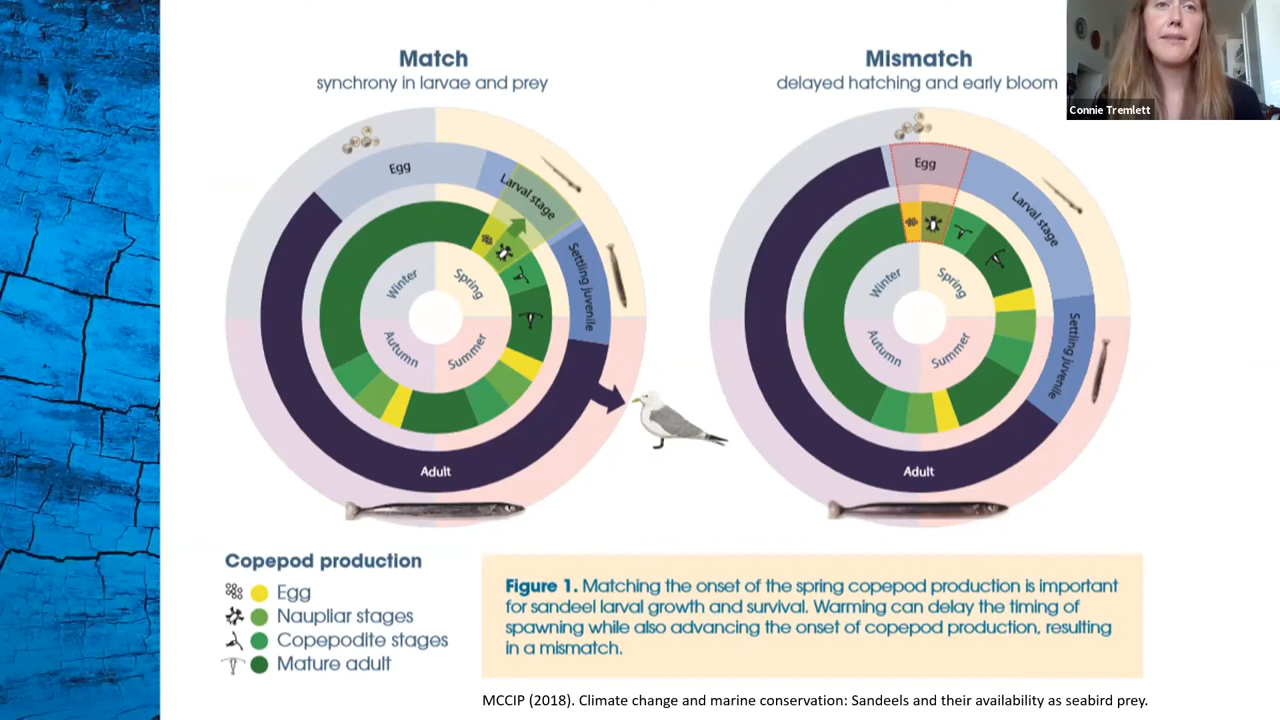 Match
synchrony in larvae and prey
Egg
Larval stage
Settling juvenile
Adult
Winter
Spring
Autumn
Summer
Mismatch
delayed hatching and early bloom
Egg
Larval stage
Settling juvenile
Adult
Winter
Spring
Autumn
Summer
Connie Tremlett
Copepod production
Egg
Naupliar stages
Copepodite stages
Mature adult
Figure 1. Matching the onset of the spring copepod production is important
for sandeel larval growth and survival. Warming can delay the timing of
spawning while also advancing the onset of copepod production, resulting
in a mismatch.
MCCIP (2018). Climate change and marine conservation: Sandeels and their availability as seabird prey.